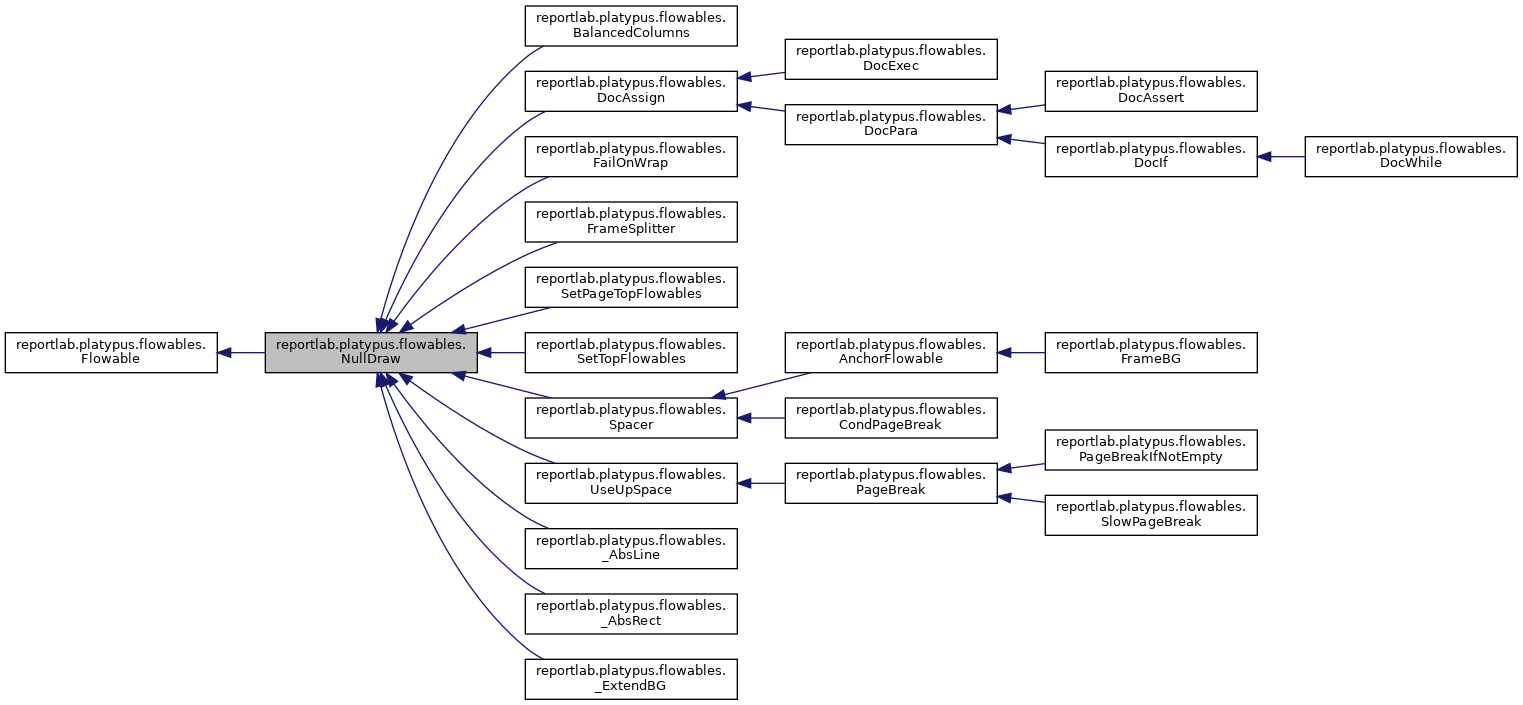 reportlab.platypus.flowables.
BalancedColumns
reportlab.platypus.flowables.
DocExec
reportlab.platypus.flowables.
DocAssign
reportlab.platypus.flowables.
DocAssert
reportlab.platypus.flowables.
DocPara
reportlab.platypus.flowables.
FailOnWrap
reportlab.platypus.flowables.
DocIf
reportlab.platypus.flowables.
DocWhile
reportlab.platypus.flowables.
FrameSplitter
reportlab.platypus.flowables.
SetPageTopFlowables
reportlab.platypus.flowables.
Flowable
reportlab.platypus.flowables.
NullDraw
reportlab.platypus.flowables.
SetTopFlowables
reportlab.platypus.flowables.
AnchorFlowable
reportlab.platypus.flowables.
FrameBG
reportlab.platypus.flowables.
Spacer
reportlab.platypus.flowables.
CondPageBreak
reportlab.platypus.flowables.
PageBreakIfNotEmpty
reportlab.platypus.flowables.
UseUpSpace
reportlab.platypus.flowables.
PageBreak
reportlab.platypus.flowables.
SlowPageBreak
reportlab.platypus.flowables.
_AbsLine
reportlab.platypus.flowables.
_AbsRect
reportlab.platypus.flowables.
_ExtendBG